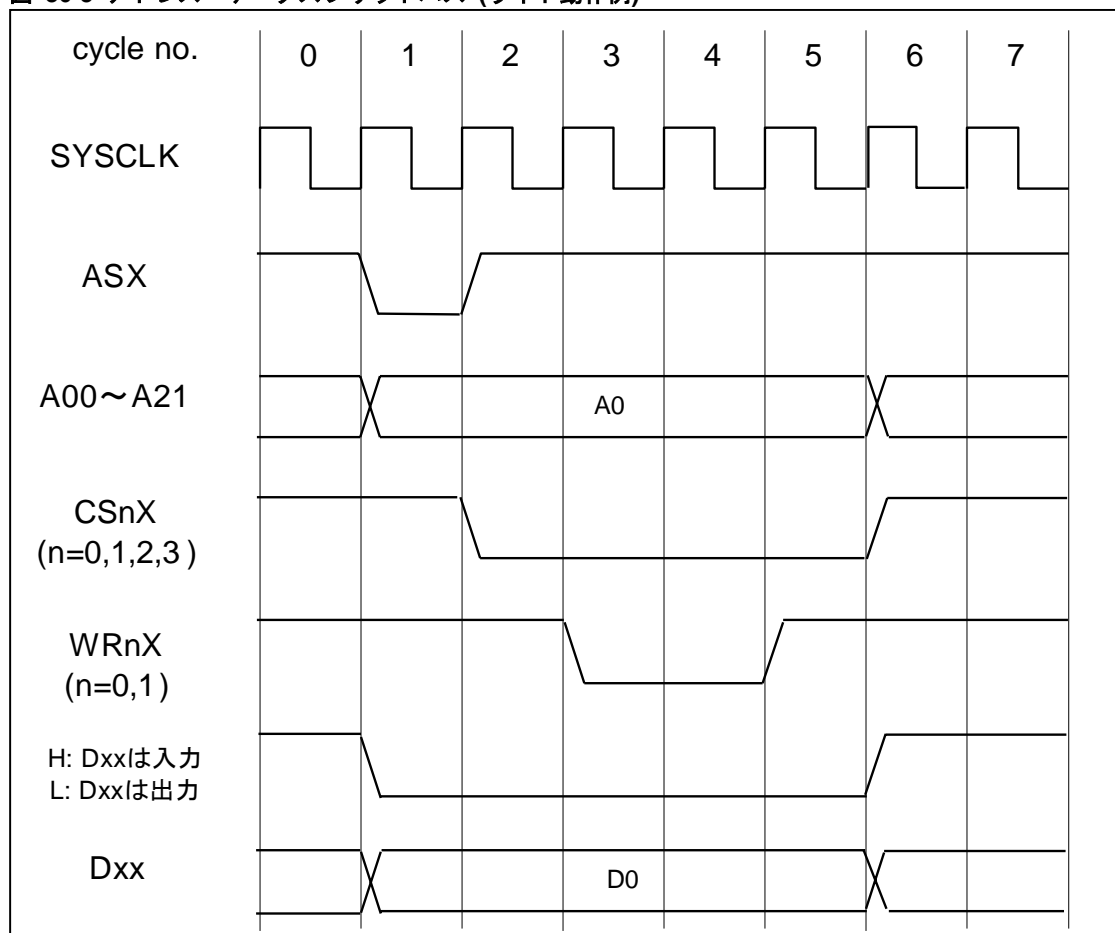 cycle no. 0 1 2 3 4 5 6 7
SYSCLK
ASX
A00～A21
A0
CSnX
(n=0,1,2,3 )
WRnX
(n=0,1)
H: Dxxは入力
L: Dxxは出力
Dxx
D0